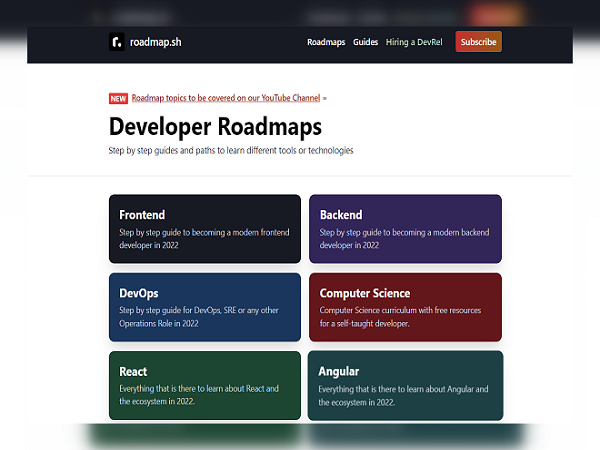 r. roadmap.sh Roadmaps Guides Hiring a DevRel Subscribe
NEW Roadmap topics to be covered on our YouTube Channel »
Developer Roadmaps
Step by step guides and paths to learn different tools or technologies
Frontend
Step by step guide to becoming a modern frontend
developer in 2022
Backend
Step by step guide to becoming a modern backend
developer in 2022
DevOps
Step by step guide for DevOps, SRE or any other
Operations Role in 2022
Computer Science
Computer Science curriculum with free resources
for a self-taught developer.
React
Everything that is there to learn about React and
the ecosystem in 2022.
Angular
Everything that is there to learn about Angular and
the ecosystem in 2022.